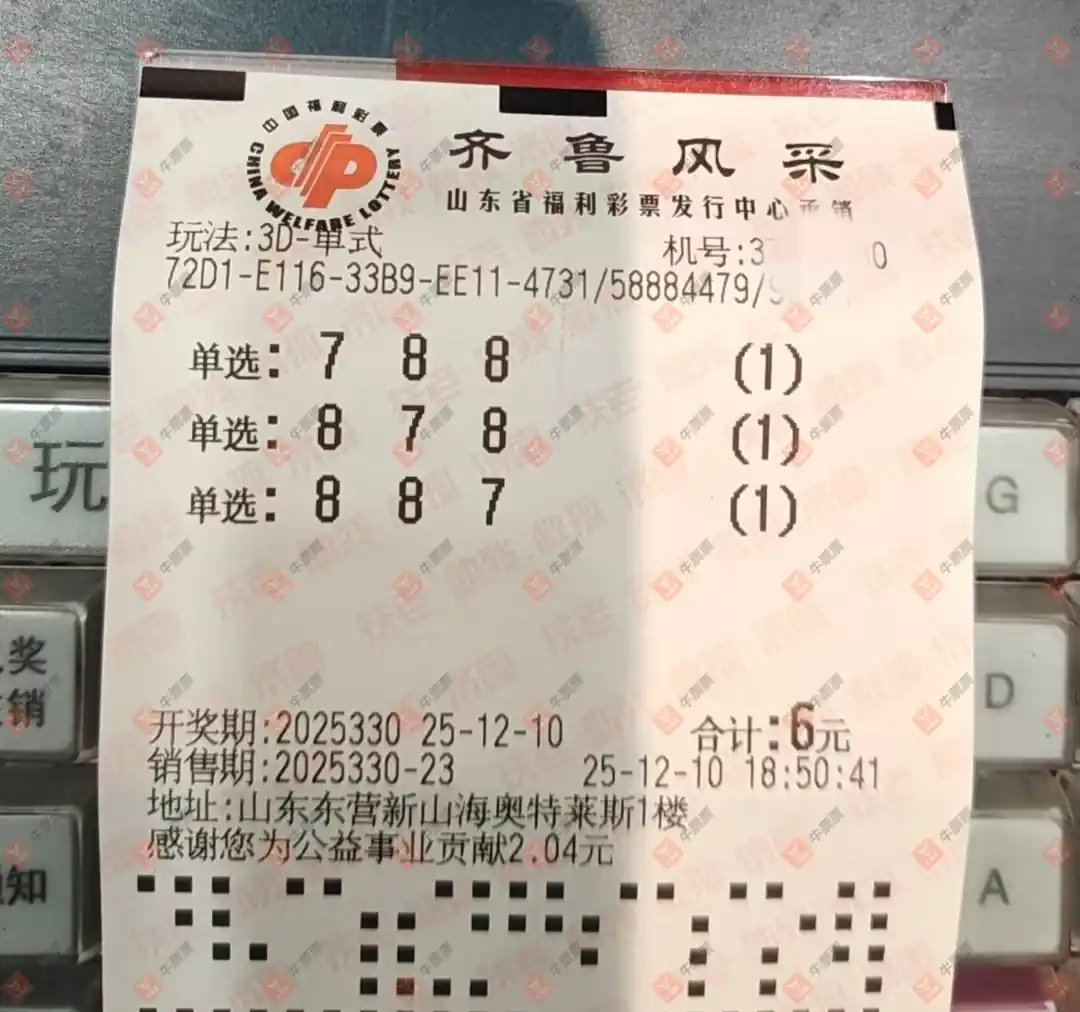 中国福利彩票
CHINA WELFARE LOTTERY
齐鲁风采
山东省福利彩票发行中心承销
玩法:3D-单式
机号:3 0
72D1-E116-33B9-EE11-4731/58884479/
单选: 7 8 8 (1)
单选: 8 7 8 (1)
单选: 8 8 7 (1)
开奖期:2025330 25-12-10 合计:6元
销售期:2025330-23 25-12-10 18:50:41
地址:山东东营新山海奥特莱斯1楼
感谢您为公益事业贡献2.04元
玩
奖
销
知
G
D
A
牛票票